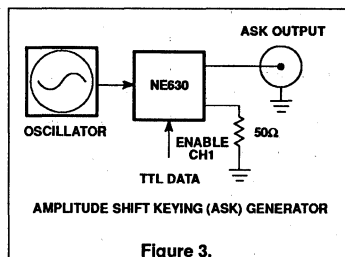 ASK OUTPUT
NE630
OSCILLATOR
ENABLE
CH1
50Ω
TTL DATA
AMPLITUDE SHIFT KEYING (ASK) GENERATOR
Figure 3.